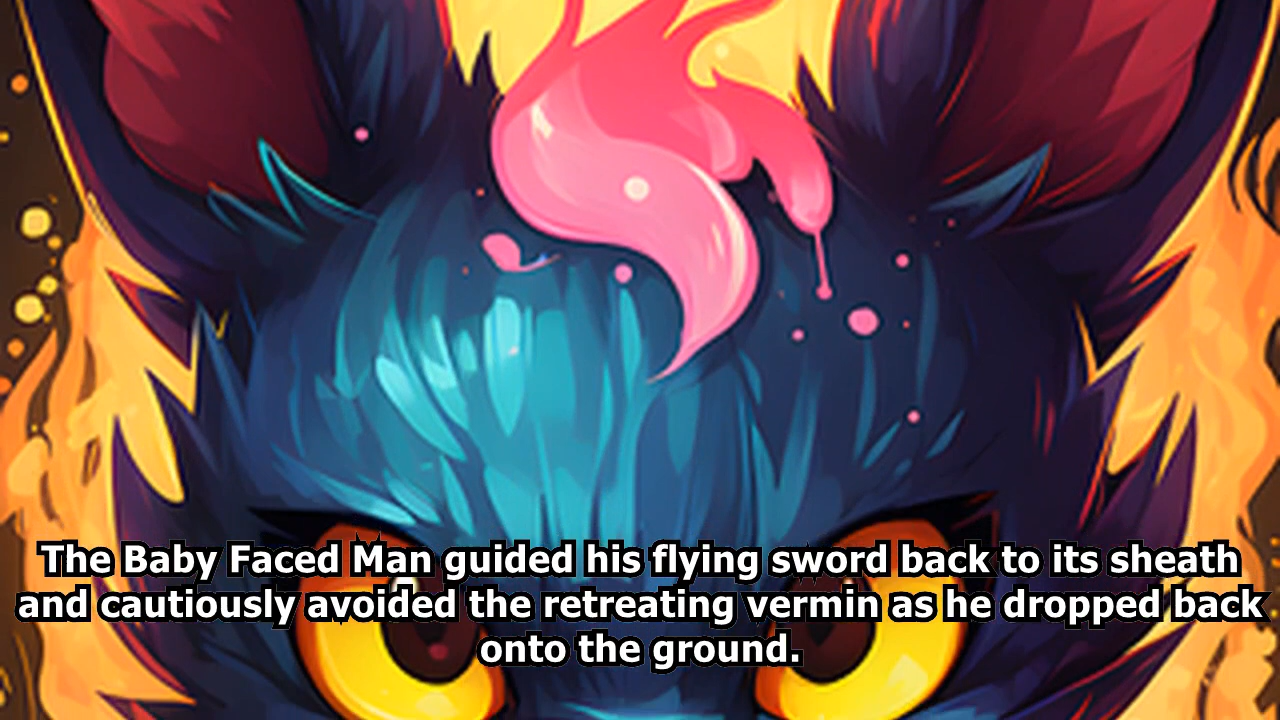 The Baby Faced Man guided his flying sword back to its sheath
and cautiously avoided the retreating vermin as he dropped back
onto the ground.